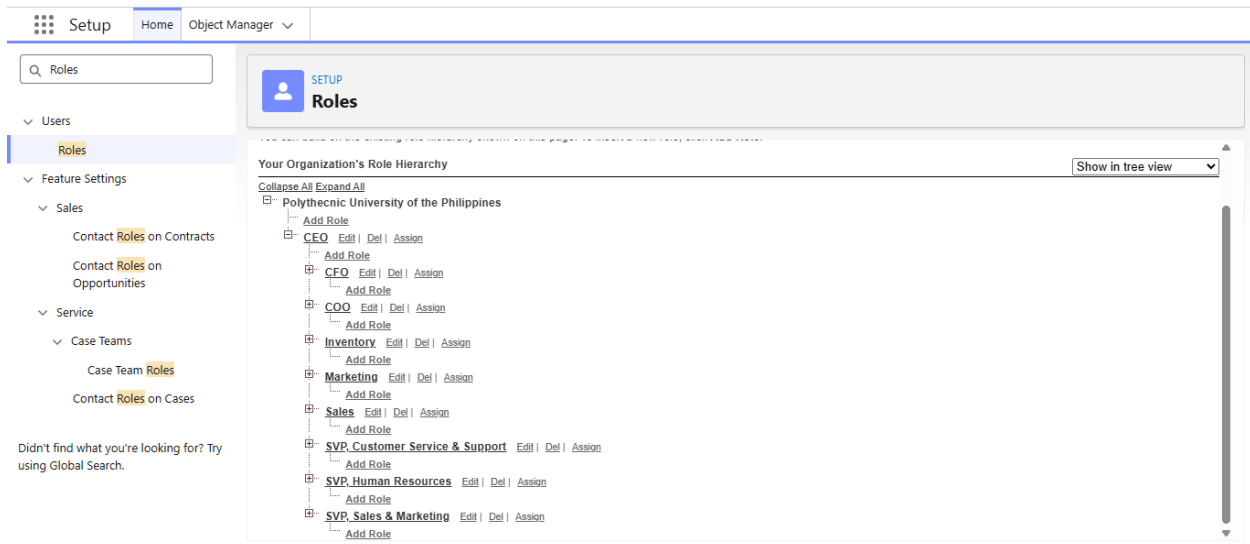 Setup
Home
Object Manager
Roles
Users
Roles
Feature Settings
Sales
Contact Roles on Contracts
Contact Roles on
Opportunities
Service
Case Teams
Case Team Roles
Contact Roles on Cases
Didn't find what you're looking for? Try
using Global Search.
SETUP
Roles
Your Organization's Role Hierarchy
Show in tree view
Collapse All Expand All
Polythecnic University of the Philippines
Add Role
CEO Edit | Del | Assign
Add Role
CFO Edit | Del | Assign
Add Role
COO Edit | Del | Assign
Add Role
Inventory Edit | Del | Assign
Add Role
Marketing Edit | Del | Assign
Add Role
Sales Edit | Del | Assign
Add Role
SVP, Customer Service & Support Edit | Del | Assign
Add Role
SVP, Human Resources Edit | Del | Assign
Add Role
SVP, Sales & Marketing Edit | Del | Assign
Add Role